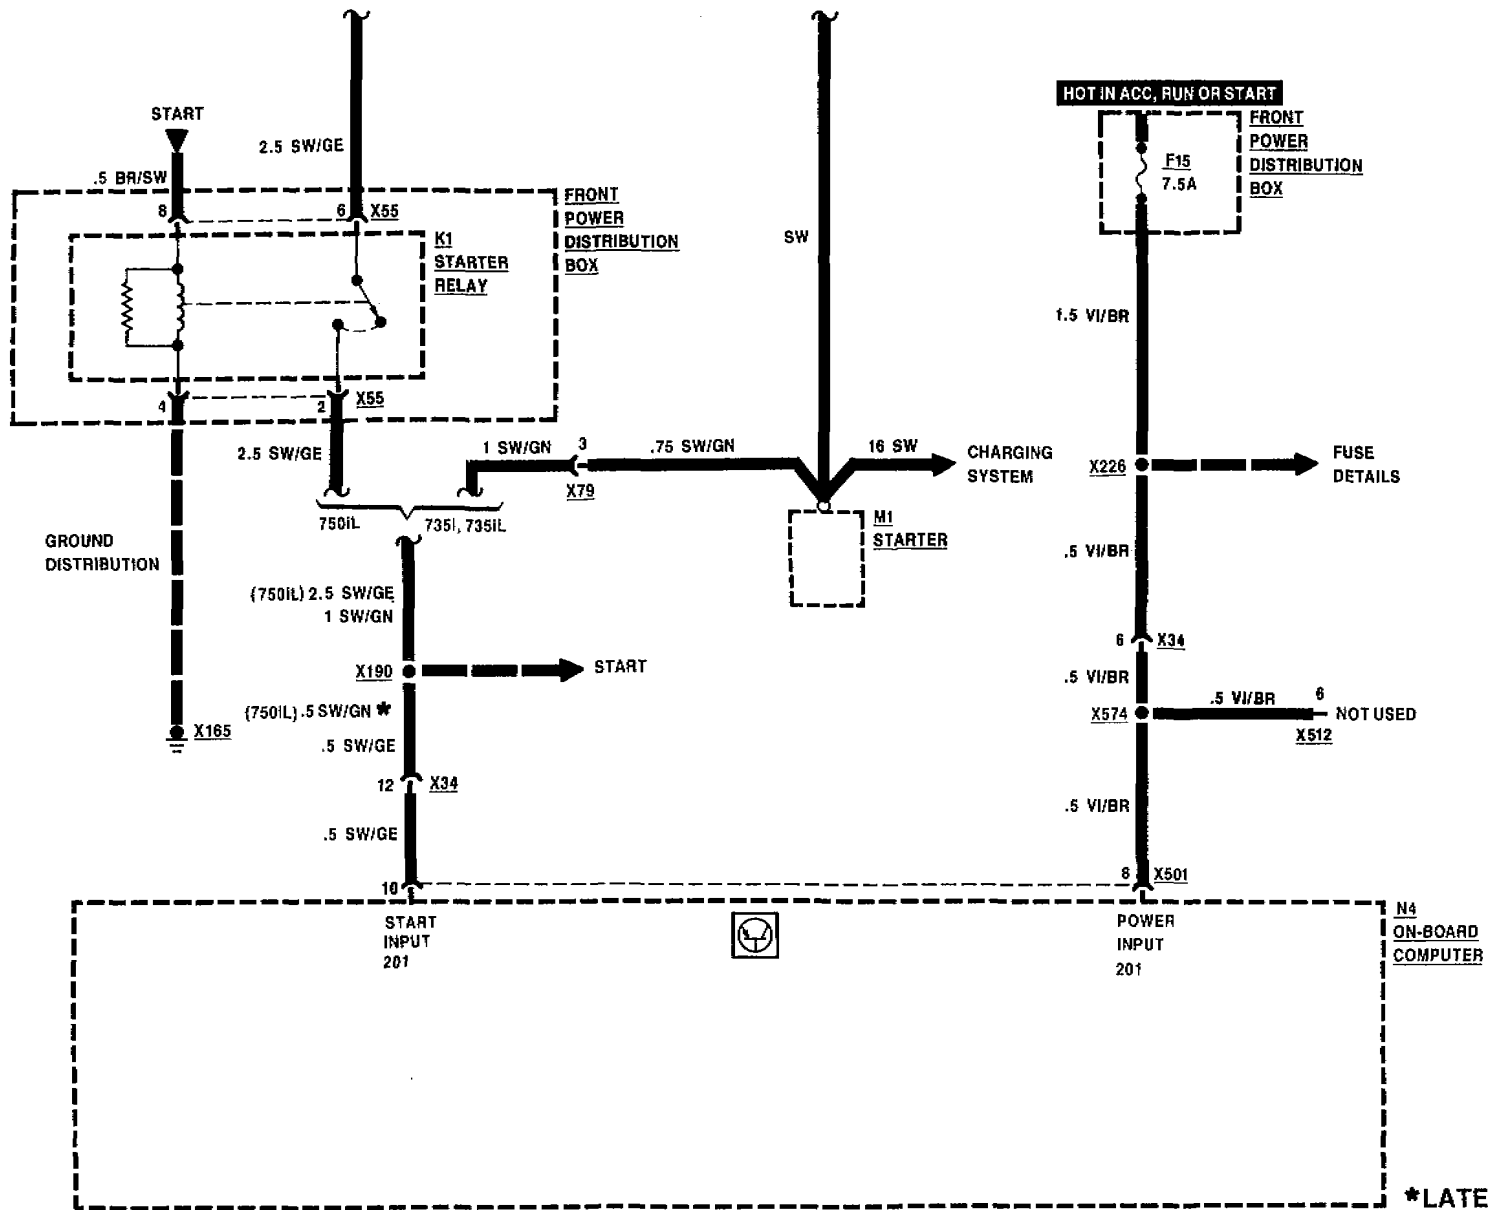 HOT IN ACC, RUN OR START
START
FRONT
POWER
DISTRIBUTION
BOX
F15
7.5A
2.5 SW/GE
.5 BR/SW
8
6
X55
FRONT
POWER
DISTRIBUTION
BOX
K1
STARTER
RELAY
SW
1.5 VI/BR
4
2
X55
2.5 SW/GE
1 SW/GN
3
X79
.75 SW/GN
16 SW
CHARGING
SYSTEM
X226
FUSE
DETAILS
750iL
735i, 735iL
M1
STARTER
GROUND
DISTRIBUTION
.5 VI/BR
(750iL) 2.5 SW/GE
1 SW/GN
6
X34
X190
START
.5 VI/BR
(750iL) .5 SW/GN *
.5 SW/GE
X165
X574
.5 VI/BR
6
NOT USED
X512
12
X34
.5 SW/GE
.5 VI/BR
10
8
X501
START
INPUT
201
POWER
INPUT
201
N4
ON-BOARD
COMPUTER
*LATE